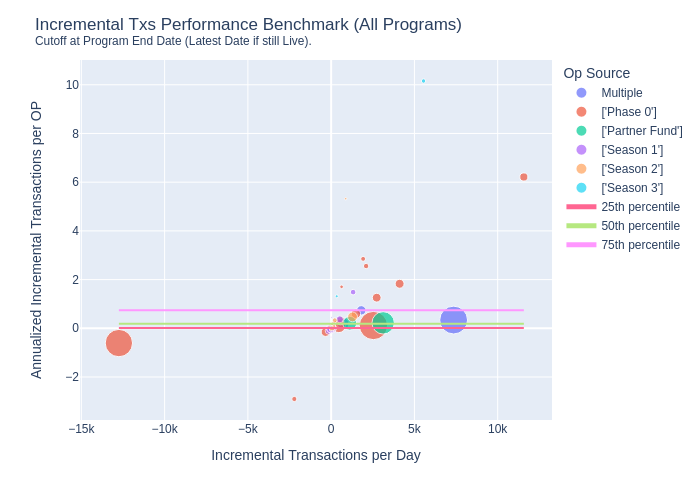 Incremental Txs Performance Benchmark (All Programs)
Cutoff at Program End Date (Latest Date if still Live).
Annualized Incremental Transactions per OP
10
8
6
4
2
0
−2
−15k
−10k
−5k
0
5k
10k
Incremental Transactions per Day
Op Source
Multiple
['Phase 0']
['Partner Fund']
['Season 1']
['Season 2']
['Season 3']
25th percentile
50th percentile
75th percentile